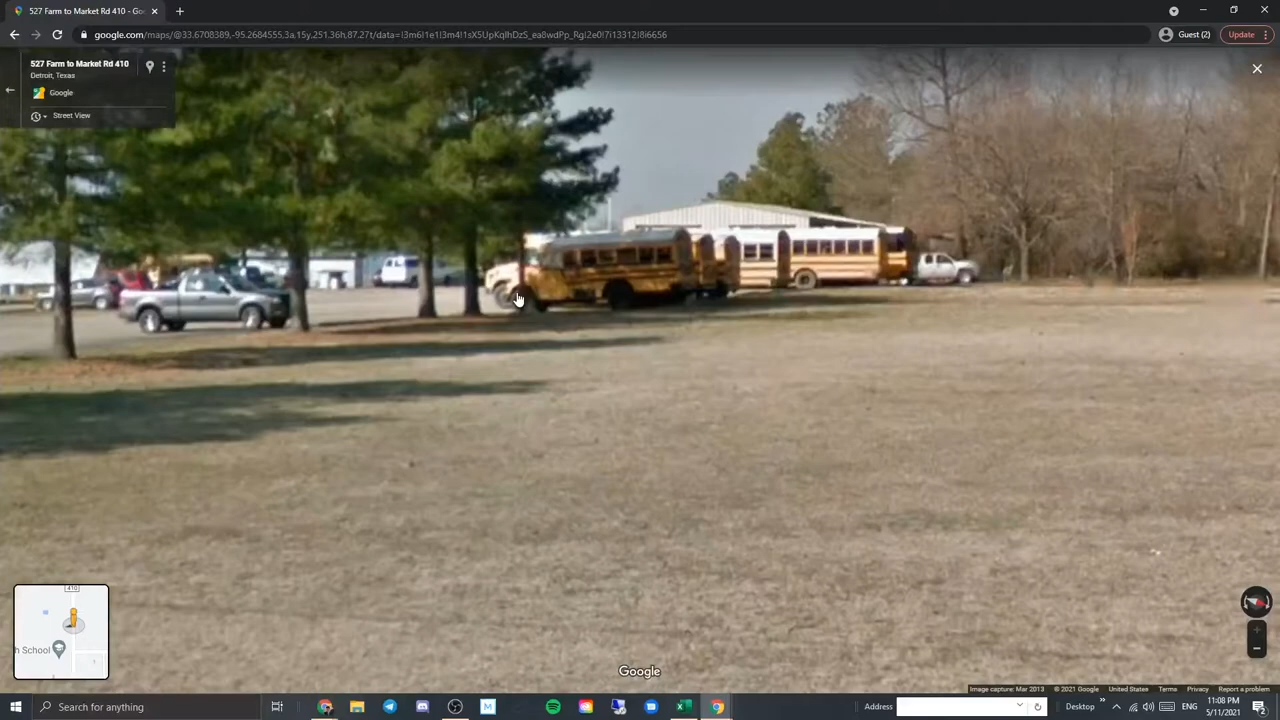 527 Farm to Market Rd 410 - Go
google.com/maps/@33.6708389,-95.2684555,3a,15y,251.36h,87.27t/data=!3m6!1e1!3m4!1sX5UpKqIhDzS_ea8wdPp_Rg!2e0!7i13312!8i6656
Guest (2)
Update
527 Farm to Market Rd 410
Detroit, Texas
Google
Street View
410
h School
Google
Image capture: Mar 2013 © 2021 Google United States Terms Privacy Report a problem
Search for anything
Address
Desktop
ENG
11:08 PM
5/11/2021
2